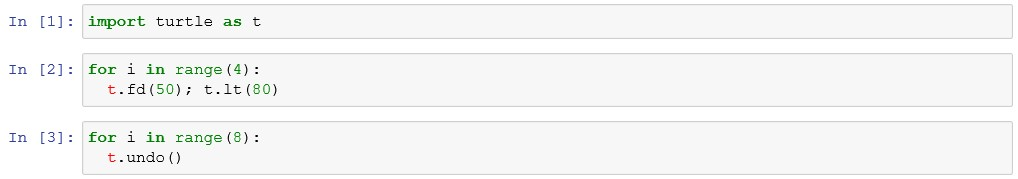 In [1]: import turtle as t
In [2]: for i in range(4):
t.fd(50); t.lt(80)
In [3]: for i in range(8):
t.undo()